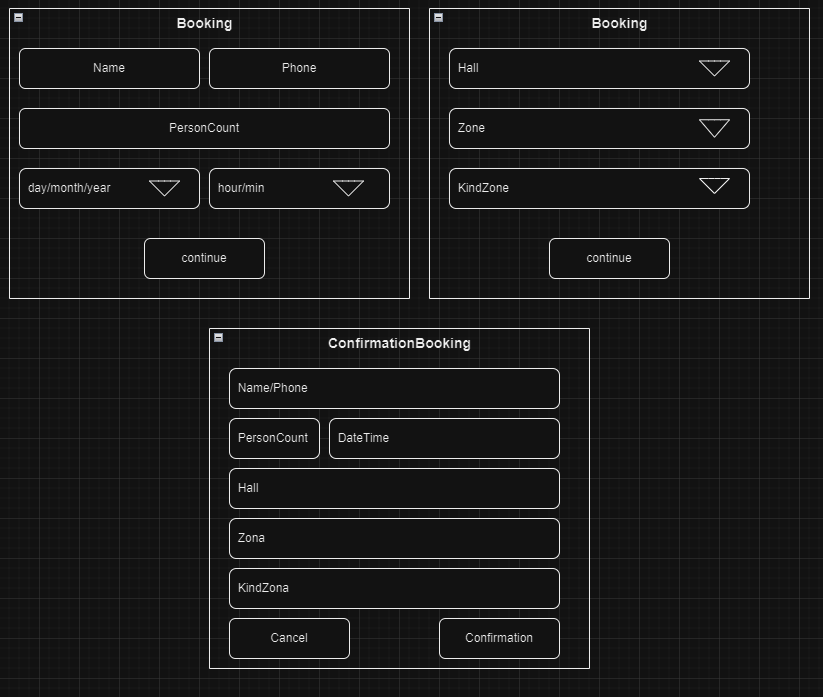 Booking
Name
Phone
PersonCount
day/month/year
hour/min
continue
Booking
Hall
Zone
KindZone
continue
ConfirmationBooking
Name/Phone
PersonCount
DateTime
Hall
Zona
KindZona
Cancel
Confirmation